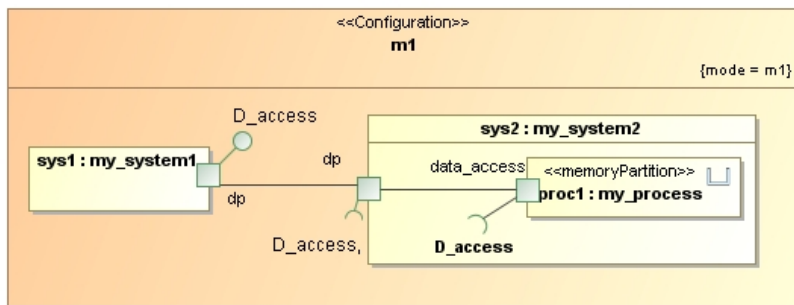 <<Configuration>>
m1
{mode = m1}
D_access
sys2 : my_system2
sys1 : my_system1
dp
data_access
<<memoryPartition>>
proc1 : my_process
dp
D_access,
D_access